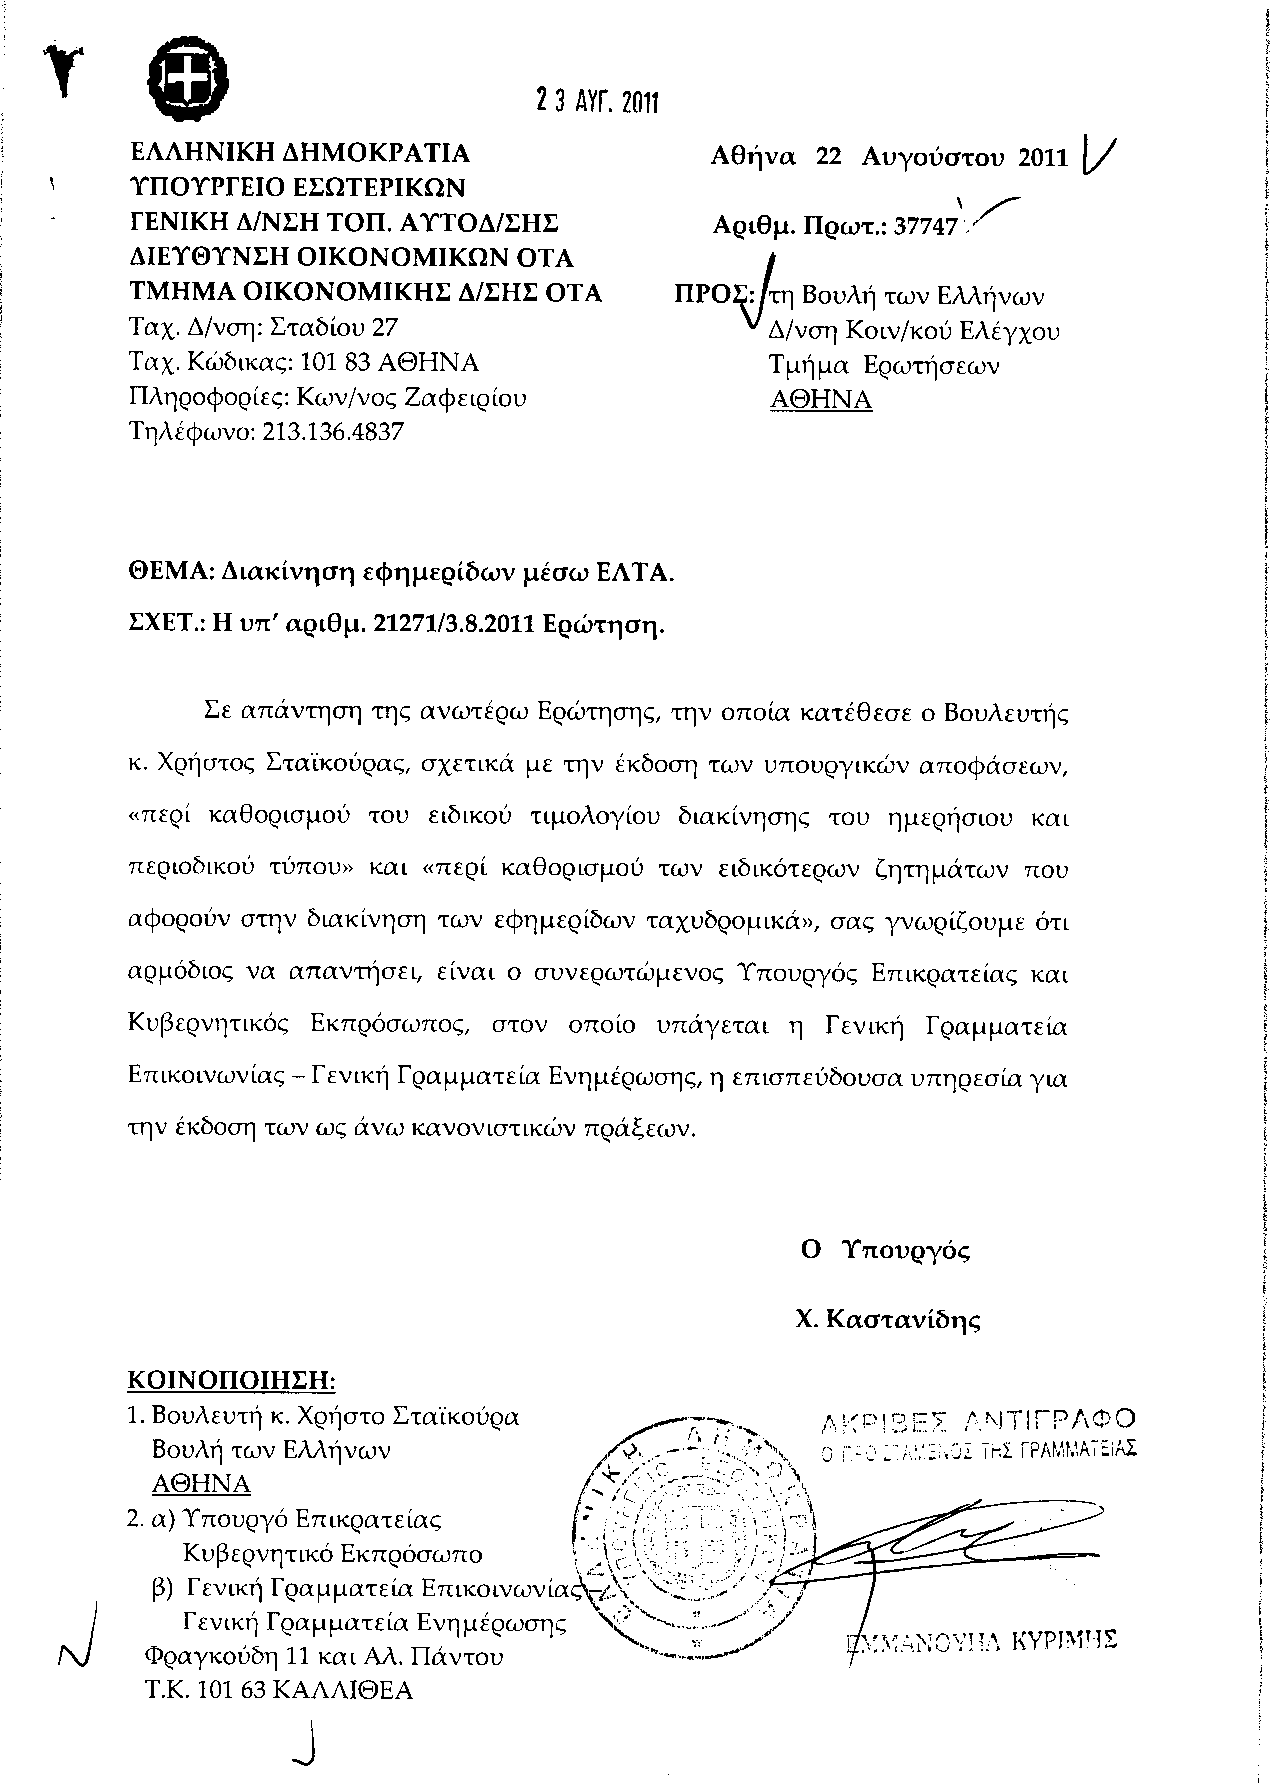 2 3 ΑΥΓ. 2011
ΕΛΛΗΝΙΚΗ ΔΗΜΟΚΡΑΤΙΑ
ΥΠΟΥΡΓΕΙΟ ΕΣΩΤΕΡΙΚΩΝ
ΓΕΝΙΚΗ Δ/ΝΣΗ ΤΟΠ. ΑΥΤΟΔ/ΣΗΣ
ΔΙΕΥΘΥΝΣΗ ΟΙΚΟΝΟΜΙΚΩΝ ΟΤΑ
ΤΜΗΜΑ ΟΙΚΟΝΟΜΙΚΗΣ Δ/ΣΗΣ ΟΤΑ
Ταχ. Δ/νση: Σταδίου 27
Ταχ. Κώδικας: 101 83 ΑΘΗΝΑ
Πληροφορίες: Κων/νος Ζαφειρίου
Τηλέφωνο: 213.136.4837
Αθήνα 22 Αυγούστου 2011
Αριθμ. Πρωτ.: 37747
ΠΡΟΣ: τη Βουλή των Ελλήνων
Δ/νση Κοιν/κού Ελέγχου
Τμήμα Ερωτήσεων
ΑΘΗΝΑ
ΘΕΜΑ: Διακίνηση εφημερίδων μέσω ΕΛΤΑ.
ΣΧΕΤ.: Η υπ' αριθμ. 21271/3.8.2011 Ερώτηση.
Σε απάντηση της ανωτέρω Ερώτησης, την οποία κατέθεσε ο Βουλευτής
κ. Χρήστος Σταϊκούρας, σχετικά με την έκδοση των υπουργικών αποφάσεων,
«περί καθορισμού του ειδικού τιμολογίου διακίνησης του ημερήσιου και
περιοδικού τύπου» και «περί καθορισμού των ειδικότερων ζητημάτων που
αφορούν στην διακίνηση των εφημερίδων ταχυδρομικά», σας γνωρίζουμε ότι
αρμόδιος να απαντήσει, είναι ο συνερωτώμενος Υπουργός Επικρατείας και
Κυβερνητικός Εκπρόσωπος, στον οποίο υπάγεται η Γενική Γραμματεία
Επικοινωνίας – Γενική Γραμματεία Ενημέρωσης, η επισπεύδουσα υπηρεσία για
την έκδοση των ως άνω κανονιστικών πράξεων.
Ο Υπουργός
Χ. Καστανίδης
ΚΟΙΝΟΠΟΙΗΣΗ:
1. Βουλευτή κ. Χρήστο Σταϊκούρα
Βουλή των Ελλήνων
ΑΘΗΝΑ
2. α) Υπουργό Επικρατείας
Κυβερνητικό Εκπρόσωπο
β) Γενική Γραμματεία Επικοινωνίας –
Γενική Γραμματεία Ενημέρωσης
Φραγκούδη 11 και Αλ. Πάντου
Τ.Κ. 101 63 ΚΑΛΛΙΘΕΑ
ΑΚΡΙΒΕΣ ΑΝΤΙΓΡΑΦΟ
Ο ΠΡΟΪΣΤΑΜΕΝΟΣ ΤΗΣ ΓΡΑΜΜΑΤΕΙΑΣ
ΕΜΜΑΝΟΥΗΛ ΚΥΡΙΜΗΣ